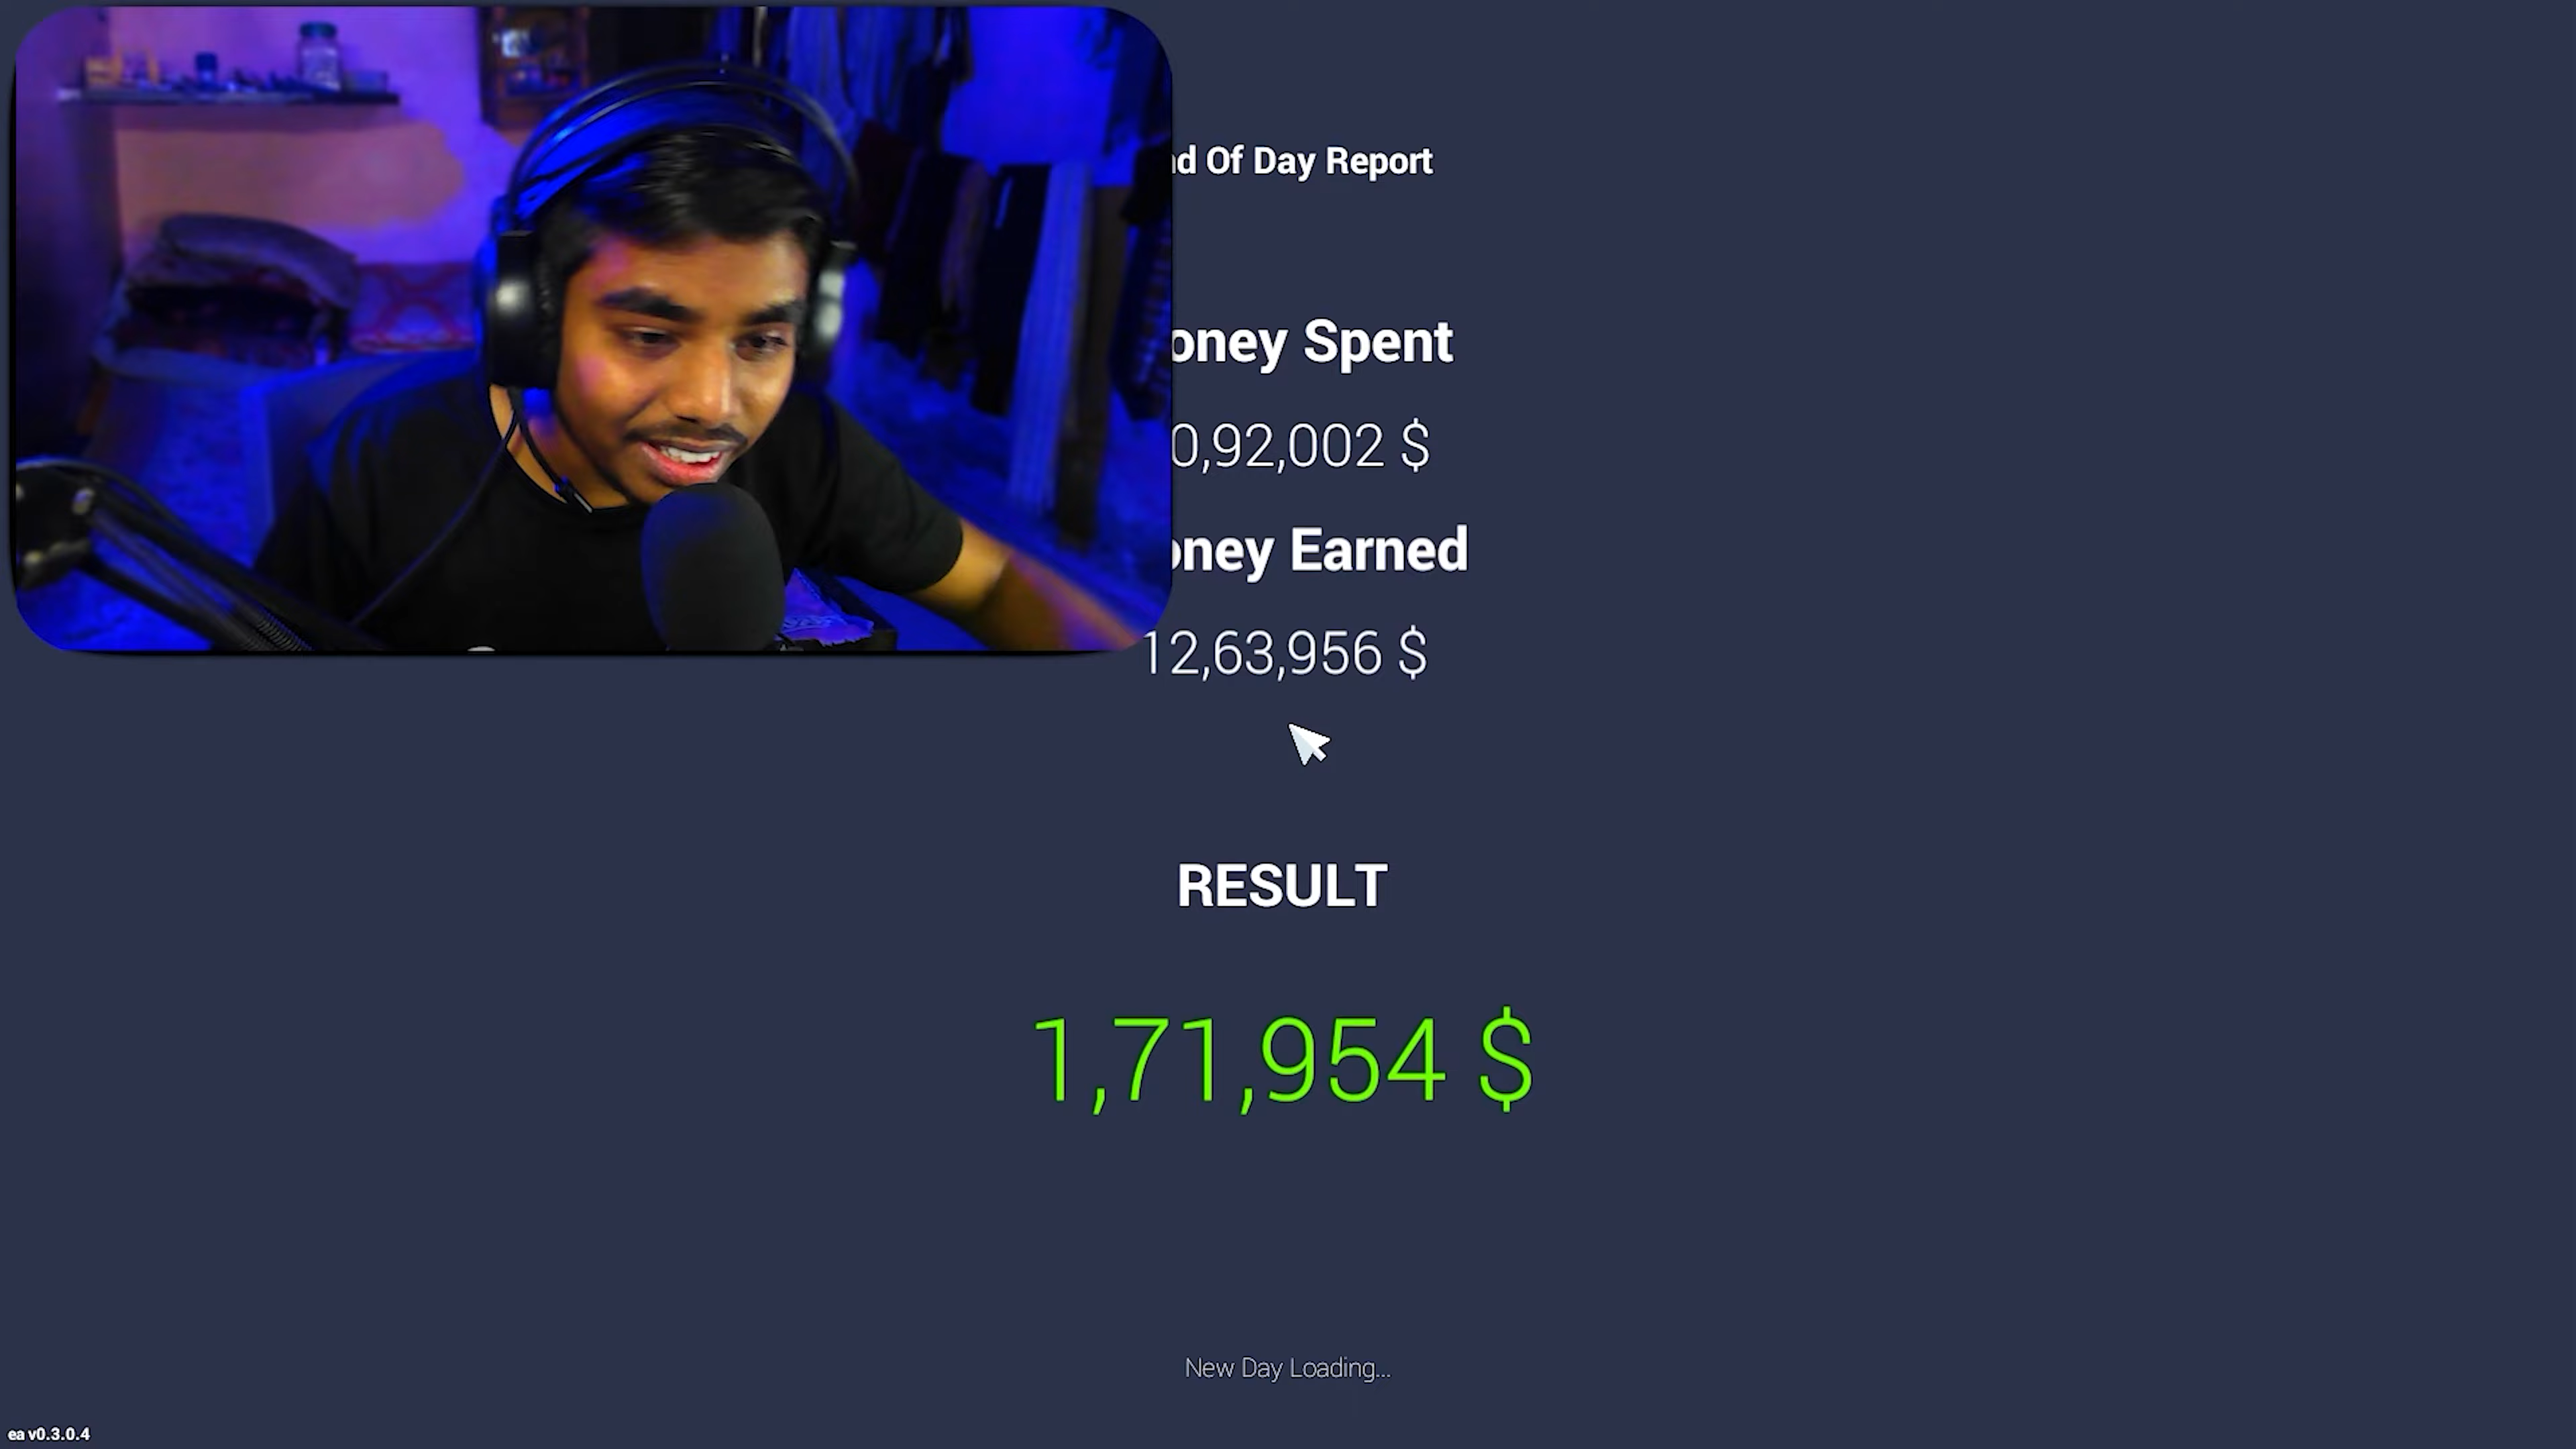 nd Of Day Report
oney Spent
0,92,002 $
oney Earned
12,63,956 $
RESULT
1,71,954 $
New Day Loading...
ea v0.3.0.4